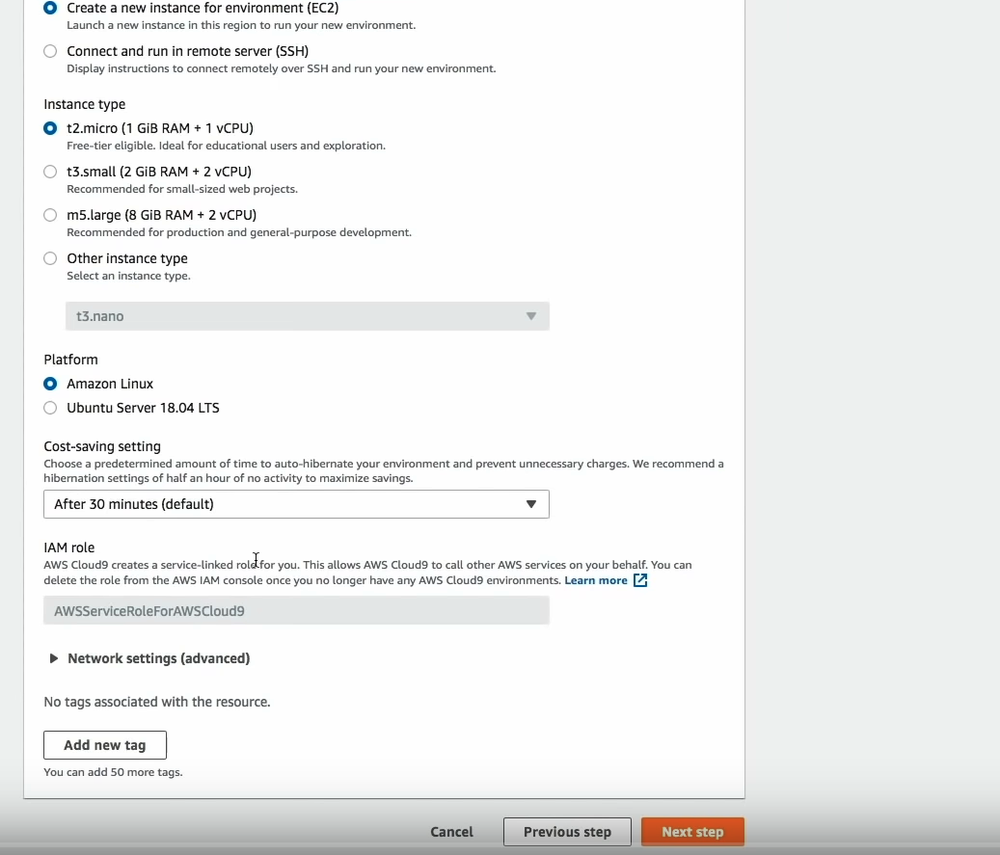 Create a new instance for environment (EC2)
Launch a new instance in this region to run your new environment.
Connect and run in remote server (SSH)
Display instructions to connect remotely over SSH and run your new environment.
Instance type
t2.micro (1 GiB RAM + 1 vCPU)
Free-tier eligible. Ideal for educational users and exploration.
t3.small (2 GiB RAM + 2 vCPU)
Recommended for small-sized web projects.
m5.large (8 GiB RAM + 2 vCPU)
Recommended for production and general-purpose development.
Other instance type
Select an instance type.
t3.nano
Platform
Amazon Linux
Ubuntu Server 18.04 LTS
Cost-saving setting
Choose a predetermined amount of time to auto-hibernate your environment and prevent unnecessary charges. We recommend a
hibernation settings of half an hour of no activity to maximize savings.
After 30 minutes (default)
IAM role
AWS Cloud9 creates a service-linked role for you. This allows AWS Cloud9 to call other AWS services on your behalf. You can
delete the role from the AWS IAM console once you no longer have any AWS Cloud9 environments. Learn more
AWSServiceRoleForAWSCloud9
Network settings (advanced)
No tags associated with the resource.
Add new tag
You can add 50 more tags.
Cancel Previous step Next step